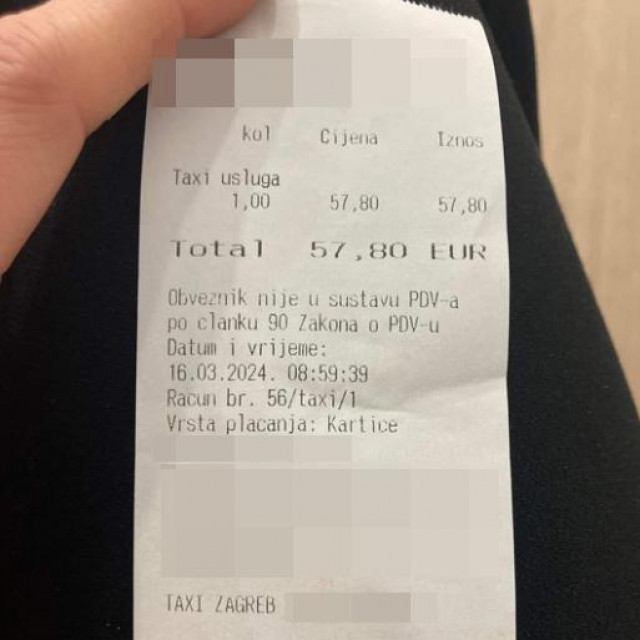 kol Cijena Iznos
Taxi usluga
1,00 57,80 57,80
Total 57,80 EUR
Obveznik nije u sustavu PDV-a
po clanku 90 Zakona o PDV-u
Datum i vrijeme:
16.03.2024. 08:59:39
Racun br. 56/taxi/1
Vrsta placanja: Kartice
TAXI ZAGREB